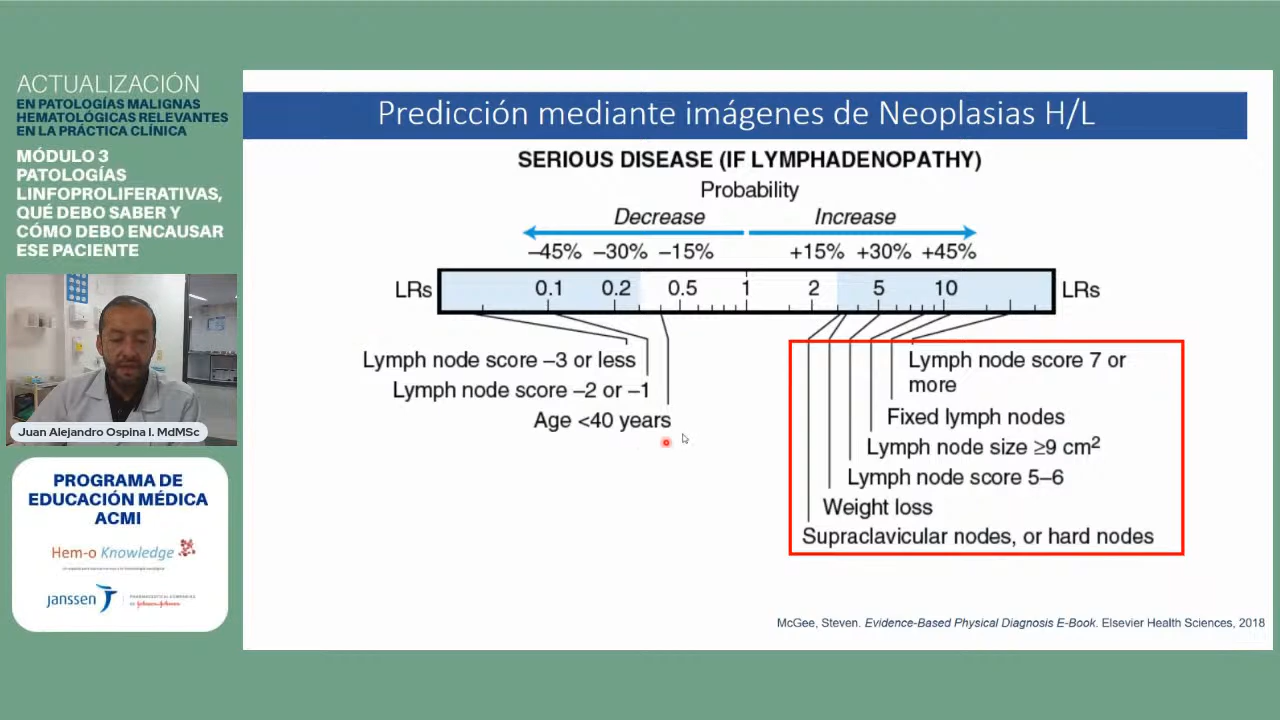 ACTUALIZACIÓN
EN PATOLOGÍAS MALIGNAS
HEMATOLÓGICAS RELEVANTES
EN LA PRÁCTICA CLÍNICA
MÓDULO 3
PATOLOGÍAS
LINFOPROLIFERATIVAS,
QUÉ DEBO SABER Y
CÓMO DEBO ENCAUSAR
ESE PACIENTE
Juan Alejandro Ospina I. MdMSc
PROGRAMA DE
EDUCACIÓN MÉDICA
ACMI
Hem-o Knowledge
janssen
PHARMACEUTICAL COMPANIES
OF Johnson & Johnson
Predicción mediante imágenes de Neoplasias H/L
SERIOUS DISEASE (IF LYMPHADENOPATHY)
Probability
Decrease Increase
–45% –30% –15% +15% +30% +45%
LRs 0.1 0.2 0.5 1 2 5 10 LRs
Lymph node score –3 or less
Lymph node score –2 or –1
Age <40 years
Lymph node score 7 or
more
Fixed lymph nodes
Lymph node size ≥9 cm²
Lymph node score 5–6
Weight loss
Supraclavicular nodes, or hard nodes
McGee, Steven. Evidence-Based Physical Diagnosis E-Book. Elsevier Health Sciences, 2018